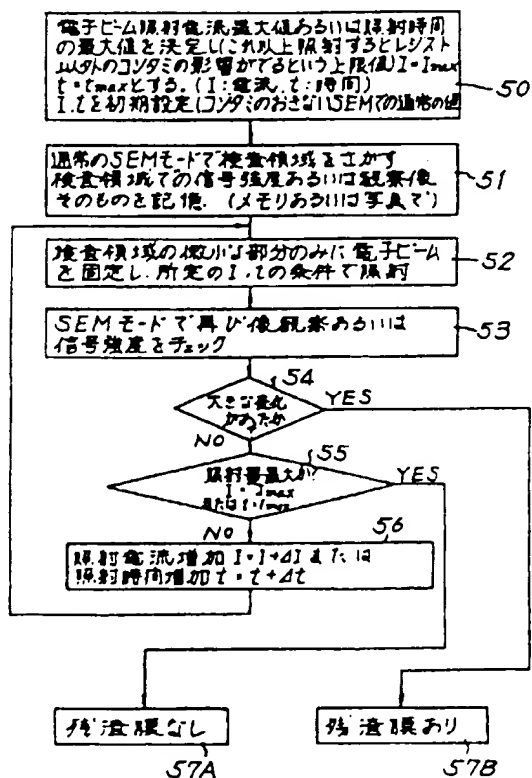 電子ビーム照射電流最大値あるいは照射時間
の最大値を決定し(これ以上照射するとレジスト
以外のコンタミの影響がでるという上限値) I=Imax
t=tmaxとする. (I:電流, t:時間)
I.tを初期設定(コンタミのおきないSEMでの通常の値
50
通常のSEMモードで検査領域をさがす
検査領域での信号強度あるいは観察像
そのものを記憶. (メモリあるいは写真で)
51
検査領域の微小な部分のみに電子ビーム
を固定し.所定のI.tの条件で照射
52
SEMモードで再び像観察あるいは
信号強度をチェック
53
54
大きな変化
があったか
YES
NO
55
照射量最大か?
I=Imax
またはt=tmax
YES
NO
56
照射電流増加I=I+ΔIまたは
照射時間増加t=t+Δt
残渣膜なし
57A
残渣膜あり
57B